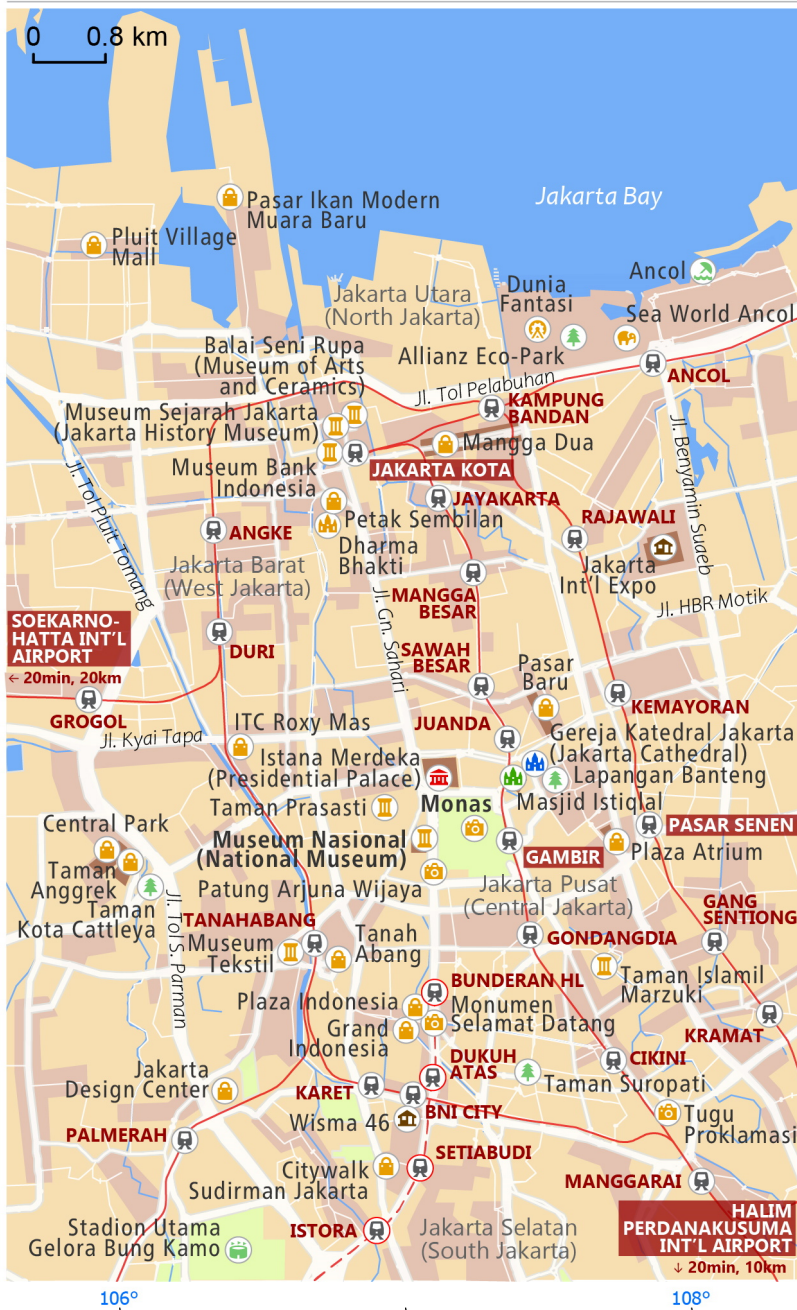 0 0.8 km
Jakarta Bay
Pasar Ikan Modern
Muara Baru
Pluit Village
Mall
Ancol
Dunia
Fantasi
Jakarta Utara
(North Jakarta)
Sea World Ancol
Balai Seni Rupa
(Museum of Arts
and Ceramics)
Allianz Eco-Park
ANCOL
Jl. Tol Pelabuhan
KAMPUNG
BANDAN
Museum Sejarah Jakarta
(Jakarta History Museum)
Mangga Dua
Jl. Benyamin Suaeb
Museum Bank
Indonesia
JAKARTA KOTA
Jl. Tol Pluit Tomang
JAYAKARTA
RAJAWALI
ANGKE
Petak Sembilan
Dharma
Bhakti
Jakarta Barat
(West Jakarta)
Jakarta
Int'l Expo
MANGGA
BESAR
Jl. Gn. Sahari
Jl. HBR Motik
SOEKARNO-
HATTA INT'L
AIRPORT
← 20min, 20km
DURI
SAWAH
BESAR
Pasar
Baru
GROGOL
KEMAYORAN
Jl. Kyai Tapa
ITC Roxy Mas
JUANDA
Gereja Katedral Jakarta
(Jakarta Cathedral)
Istana Merdeka
(Presidential Palace)
Lapangan Banteng
Masjid Istiqlal
Taman Prasasti
Monas
Central Park
Museum Nasional
(National Museum)
PASAR SENEN
GAMBIR
Plaza Atrium
Taman
Anggrek
Patung Arjuna Wijaya
Jakarta Pusat
(Central Jakarta)
Taman
Kota Cattleya
Jl. Tol S. Parman
GANG
SENTIONG
TANAHABANG
Museum
Tekstil
Tanah
Abang
GONDANGDIA
Taman Islamil
Marzuki
BUNDERAN HL
Plaza Indonesia
Monumen
Selamat Datang
Grand
Indonesia
KRAMAT
DUKUH
ATAS
CIKINI
Jakarta
Design Center
KARET
Taman Suropati
BNI CITY
Wisma 46
Tugu
Proklamasi
PALMERAH
SETIABUDI
Citywalk
Sudirman Jakarta
MANGGARAI
ISTORA
Stadion Utama
Gelora Bung Kamo
Jakarta Selatan
(South Jakarta)
HALIM
PERDANAKUSUMA
INT'L AIRPORT
↓ 20min, 10km
106° 108°